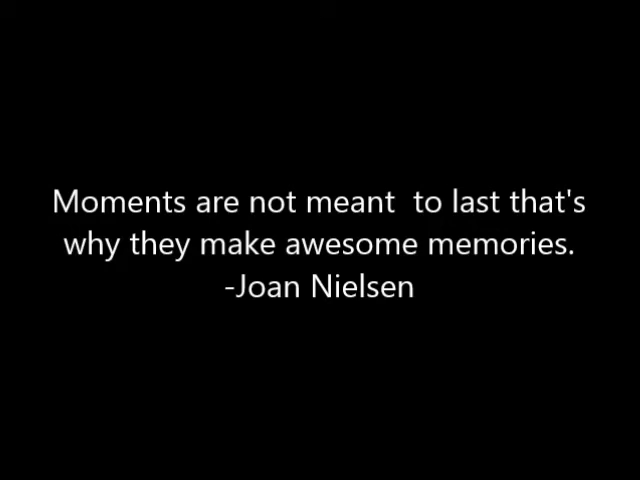 Moments are not meant  to last that's
why they make awesome memories.
-Joan Nielsen